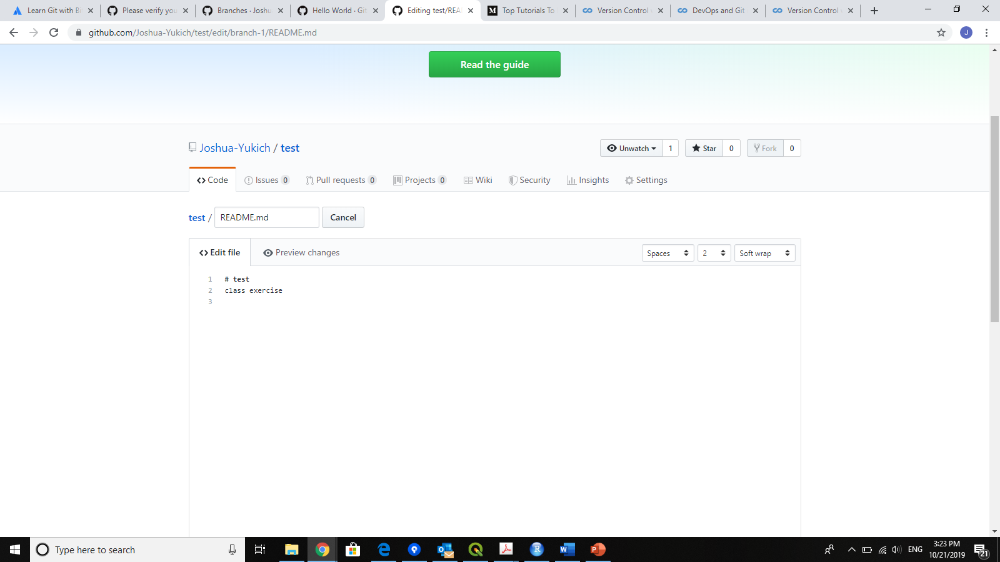 Learn Git with Bi
Please verify you
Branches · Joshu
Hello World · Git
Editing test/REA
Top Tutorials To
Version Control
DevOps and Git
Version Control
github.com/Joshua-Yukich/test/edit/branch-1/README.md
J
Read the guide
Joshua-Yukich / test
Unwatch 1
Star 0
Fork 0
Code
Issues 0
Pull requests 0
Projects 0
Wiki
Security
Insights
Settings
test / README.md
Cancel
Edit file
Preview changes
Spaces
2
Soft wrap
1 # test
2 class exercise
3
Type here to search
ENG
3:23 PM
10/21/2019
21